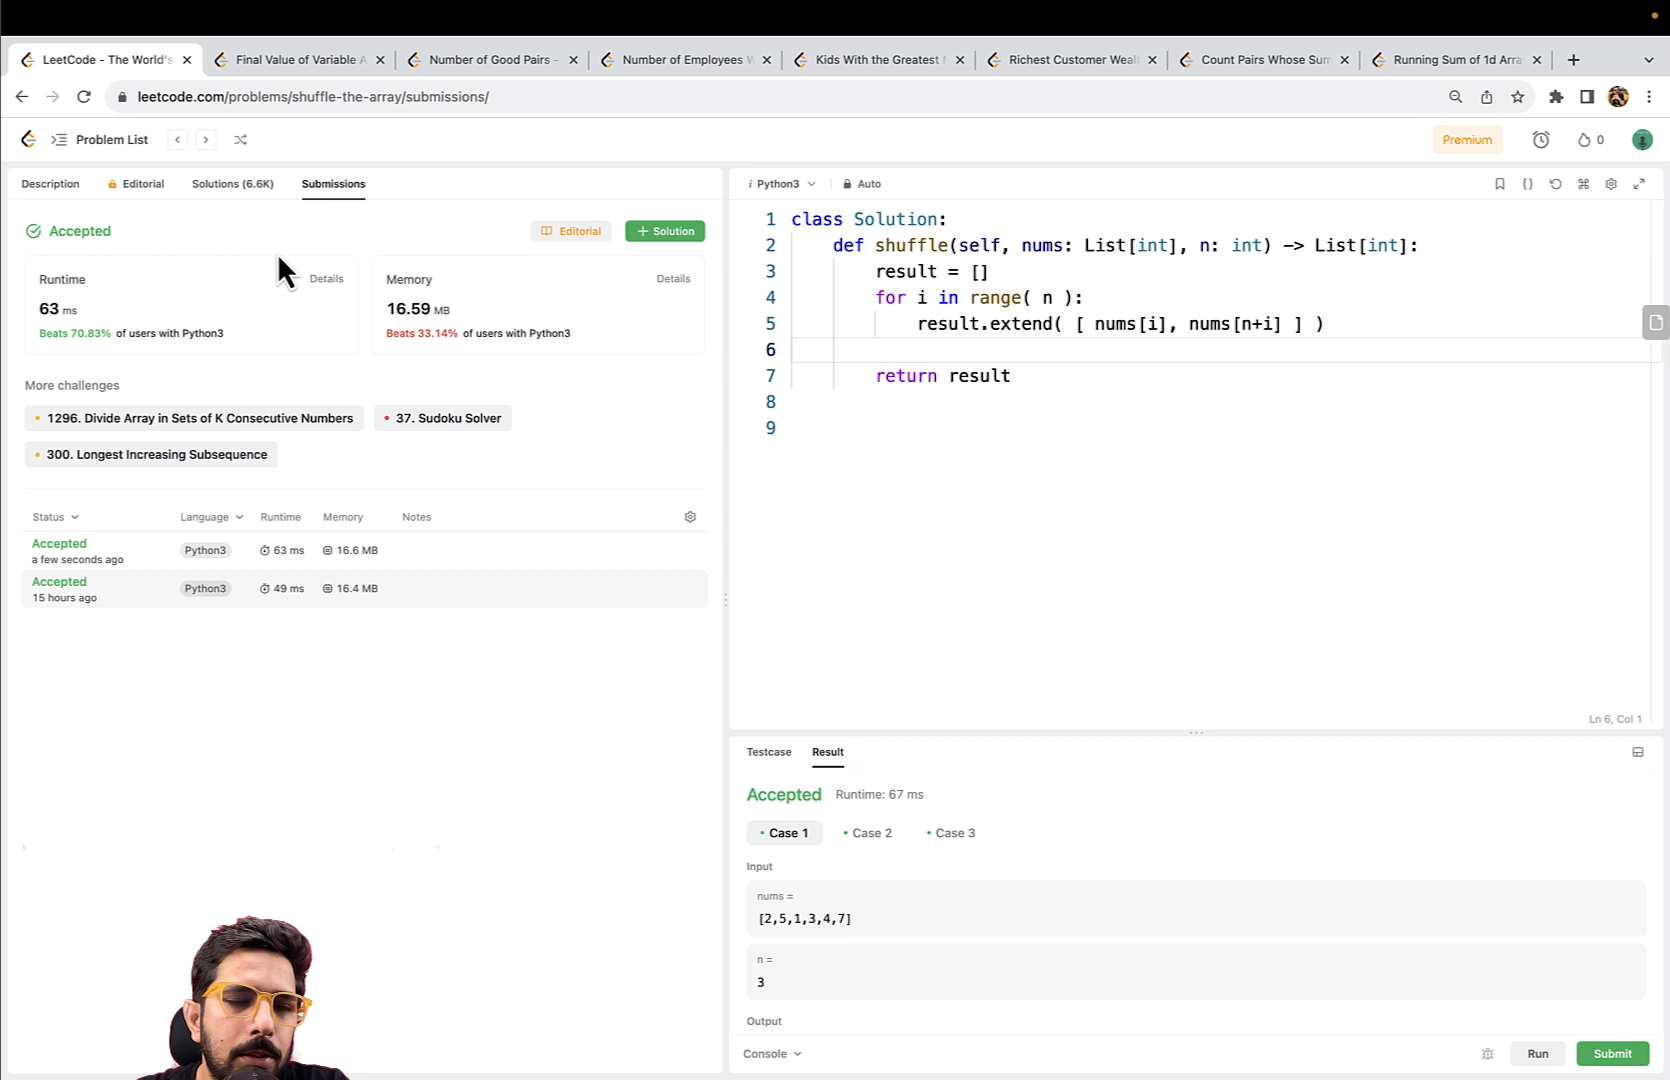 LeetCode - The World's
Final Value of Variable A
Number of Good Pairs -
Number of Employees W
Kids With the Greatest
Richest Customer Wealt
Count Pairs Whose Sum
Running Sum of 1d Arra
leetcode.com/problems/shuffle-the-array/submissions/
Problem List
Premium
0
Description
Editorial
Solutions (6.6K)
Submissions
Accepted
Editorial
+ Solution
Runtime
Details
63 ms
Beats 70.83% of users with Python3
Memory
Details
16.59 MB
Beats 33.14% of users with Python3
More challenges
1296. Divide Array in Sets of K Consecutive Numbers
37. Sudoku Solver
300. Longest Increasing Subsequence
Status Language Runtime Memory Notes
Accepted
a few seconds ago
Python3 63 ms 16.6 MB
Accepted
15 hours ago
Python3 49 ms 16.4 MB
i Python3
Auto
1 class Solution:
2 def shuffle(self, nums: List[int], n: int) -> List[int]:
3 result = []
4 for i in range( n ):
5 result.extend( [ nums[i], nums[n+i] ] )
6
7 return result
8
9
Ln 6, Col 1
Testcase
Result
Accepted Runtime: 67 ms
• Case 1
• Case 2
• Case 3
Input
nums =
[2,5,1,3,4,7]
n =
3
Output
Console
Run
Submit